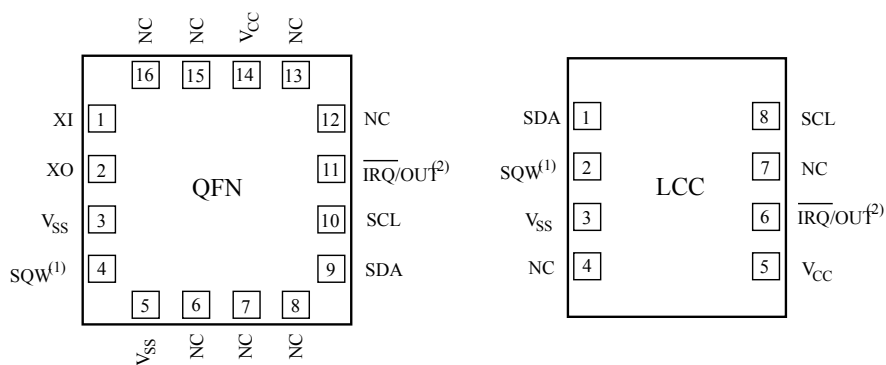 NC NC VCC NC
16 15 14 13
XI 1 12 NC
XO 2 11 IRQ/OUT(2)
QFN
VSS 3 10 SCL
SQW(1) 4 9 SDA
5 6 7 8
VSS NC NC NC
SDA 1 8 SCL
SQW(1) 2 7 NC
LCC
VSS 3 6 IRQ/OUT(2)
NC 4 5 VCC